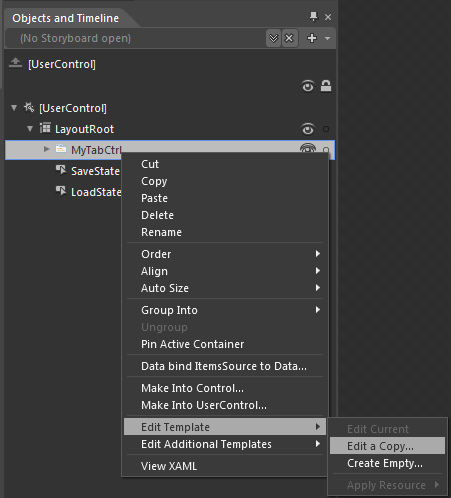 Objects and Timeline
(No Storyboard open)
[UserControl]
[UserControl]
LayoutRoot
MyTabCtrl
SaveState
LoadState
Cut
Copy
Paste
Delete
Rename
Order
Align
Auto Size
Group Into
Ungroup
Pin Active Container
Data bind ItemsSource to Data...
Make Into Control...
Make Into UserControl...
Edit Template
Edit Additional Templates
View XAML
Edit Current
Edit a Copy...
Create Empty...
Apply Resource